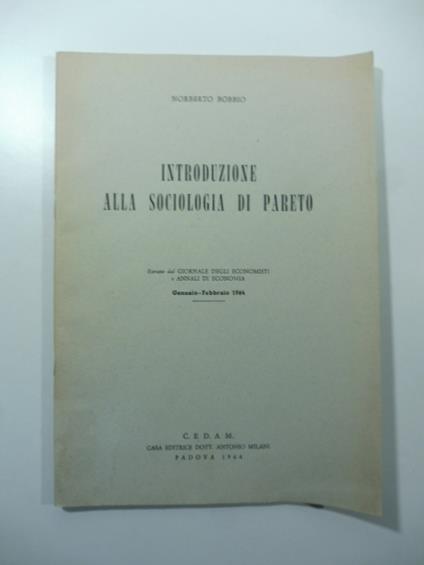 NORBERTO BOBBIO
INTRODUZIONE
ALLA SOCIOLOGIA DI PARETO
Estratto dal GIORNALE DEGLI ECONOMISTI
e ANNALI DI ECONOMIA
Gennaio-Febbraio 1964
C. E. D. A. M.
CASA EDITRICE DOTT. ANTONIO MILANI
PADOVA 1964